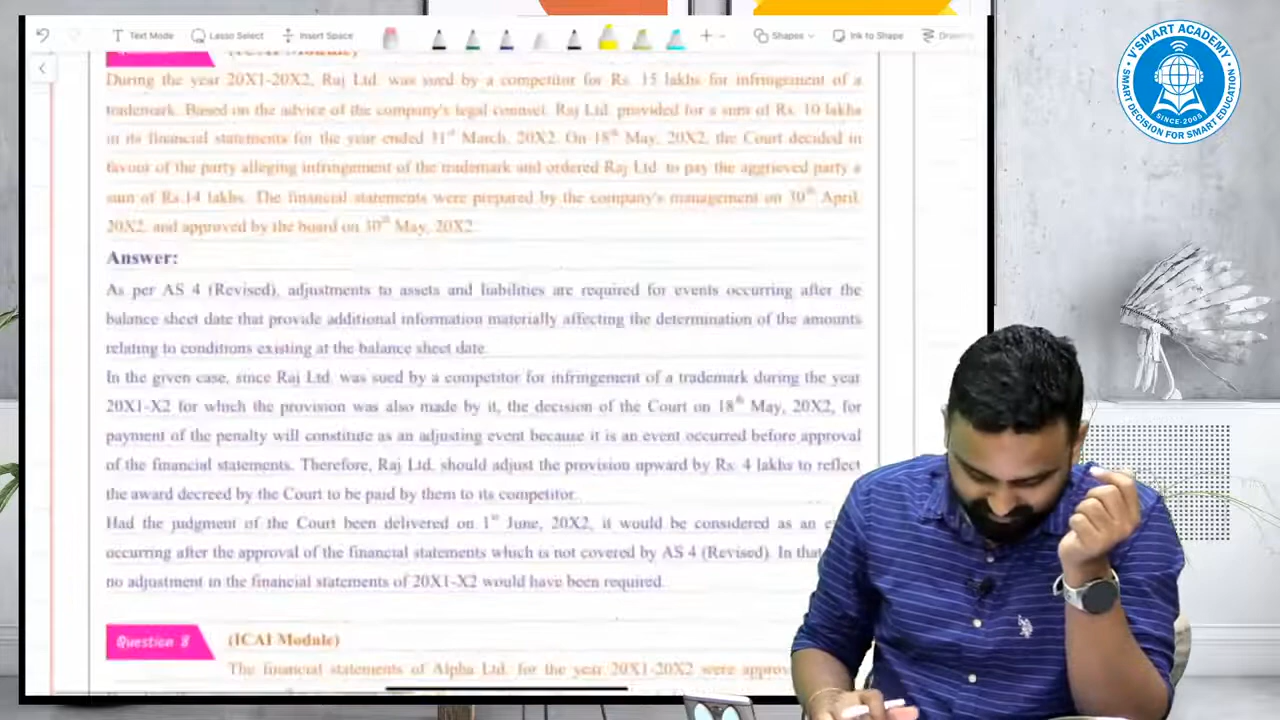 Text Mode
Lasso Select
Insert Space
Shapes
Ink to Shape
During the year 20X1-20X2, Raj Ltd. was sued by a competitor for Rs. 15 lakhs for infringement of a
trademark. Based on the advice of the company's legal counsel, Raj Ltd. provided for a sum of Rs. 10 lakhs
in its financial statements for the year ended 31st March, 20X2. On 18th May, 20X2, the Court decided in
favour of the party alleging infringement of the trademark and ordered Raj Ltd. to pay the aggrieved party a
sum of Rs.14 lakhs. The financial statements were prepared by the company's management on 30th April,
20X2, and approved by the board on 30th May, 20X2.
Answer:
As per AS 4 (Revised), adjustments to assets and liabilities are required for events occurring after the
balance sheet date that provide additional information materially affecting the determination of the amounts
relating to conditions existing at the balance sheet date.
In the given case, since Raj Ltd. was sued by a competitor for infringement of a trademark during the year
20X1-X2 for which the provision was also made by it, the decision of the Court on 18th May, 20X2, for
payment of the penalty will constitute as an adjusting event because it is an event occurred before approval
of the financial statements. Therefore, Raj Ltd. should adjust the provision upward by Rs. 4 lakhs to reflect
the award decreed by the Court to be paid by them to its competitor.
Had the judgment of the Court been delivered on 1st June, 20X2, it would be considered as an
occurring after the approval of the financial statements which is not covered by AS 4 (Revised). In that
no adjustment in the financial statements of 20X1-X2 would have been required.
Question 8 (ICAI Module)
The financial statements of Alpha Ltd. for the year 20X1-20X2 were
V'SMART ACADEMY
SINCE-2005
SMART DECISION FOR SMART EDUCATION